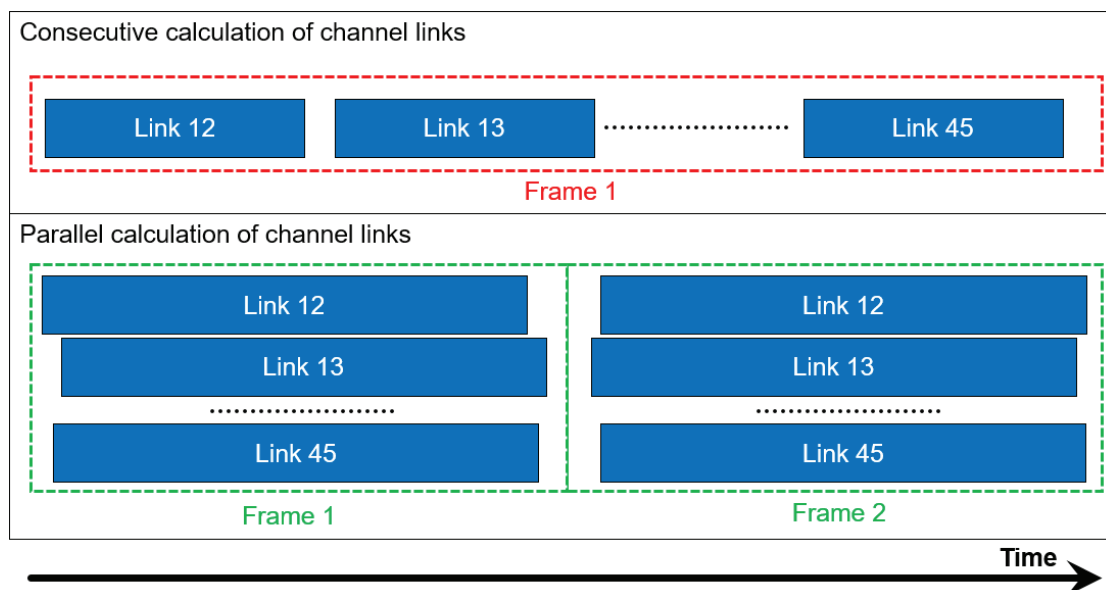 Consecutive calculation of channel links
Link 12 Link 13 Link 45
Frame 1
Parallel calculation of channel links
Link 12 Link 12
Link 13 Link 13
Link 45 Link 45
Frame 1 Frame 2
Time